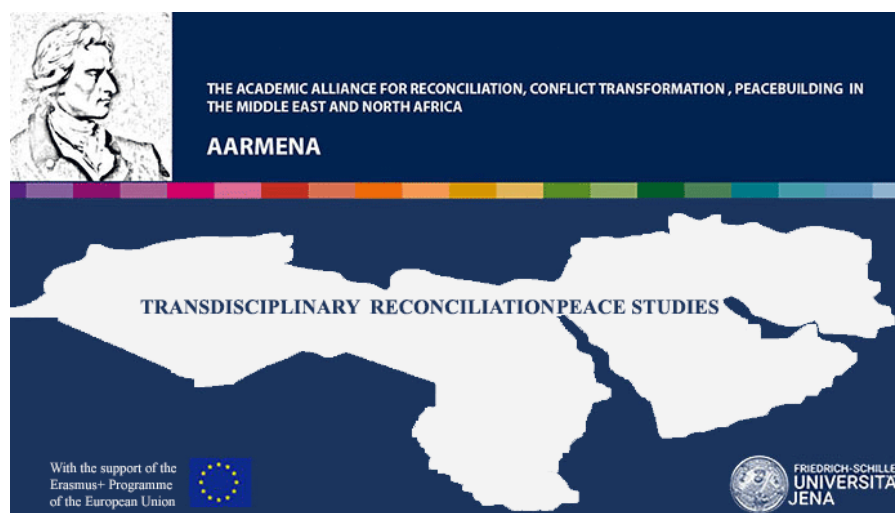 THE ACADEMIC ALLIANCE FOR RECONCILIATION, CONFLICT TRANSFORMATION , PEACEBUILDING IN
THE MIDDLE EAST AND NORTH AFRICA
AARMENA
TRANSDISCIPLINARY RECONCILIATIONPEACE STUDIES
With the support of the
Erasmus+ Programme
of the European Union
FRIEDRICH-SCHILLE
UNIVERSITÄ
JENA